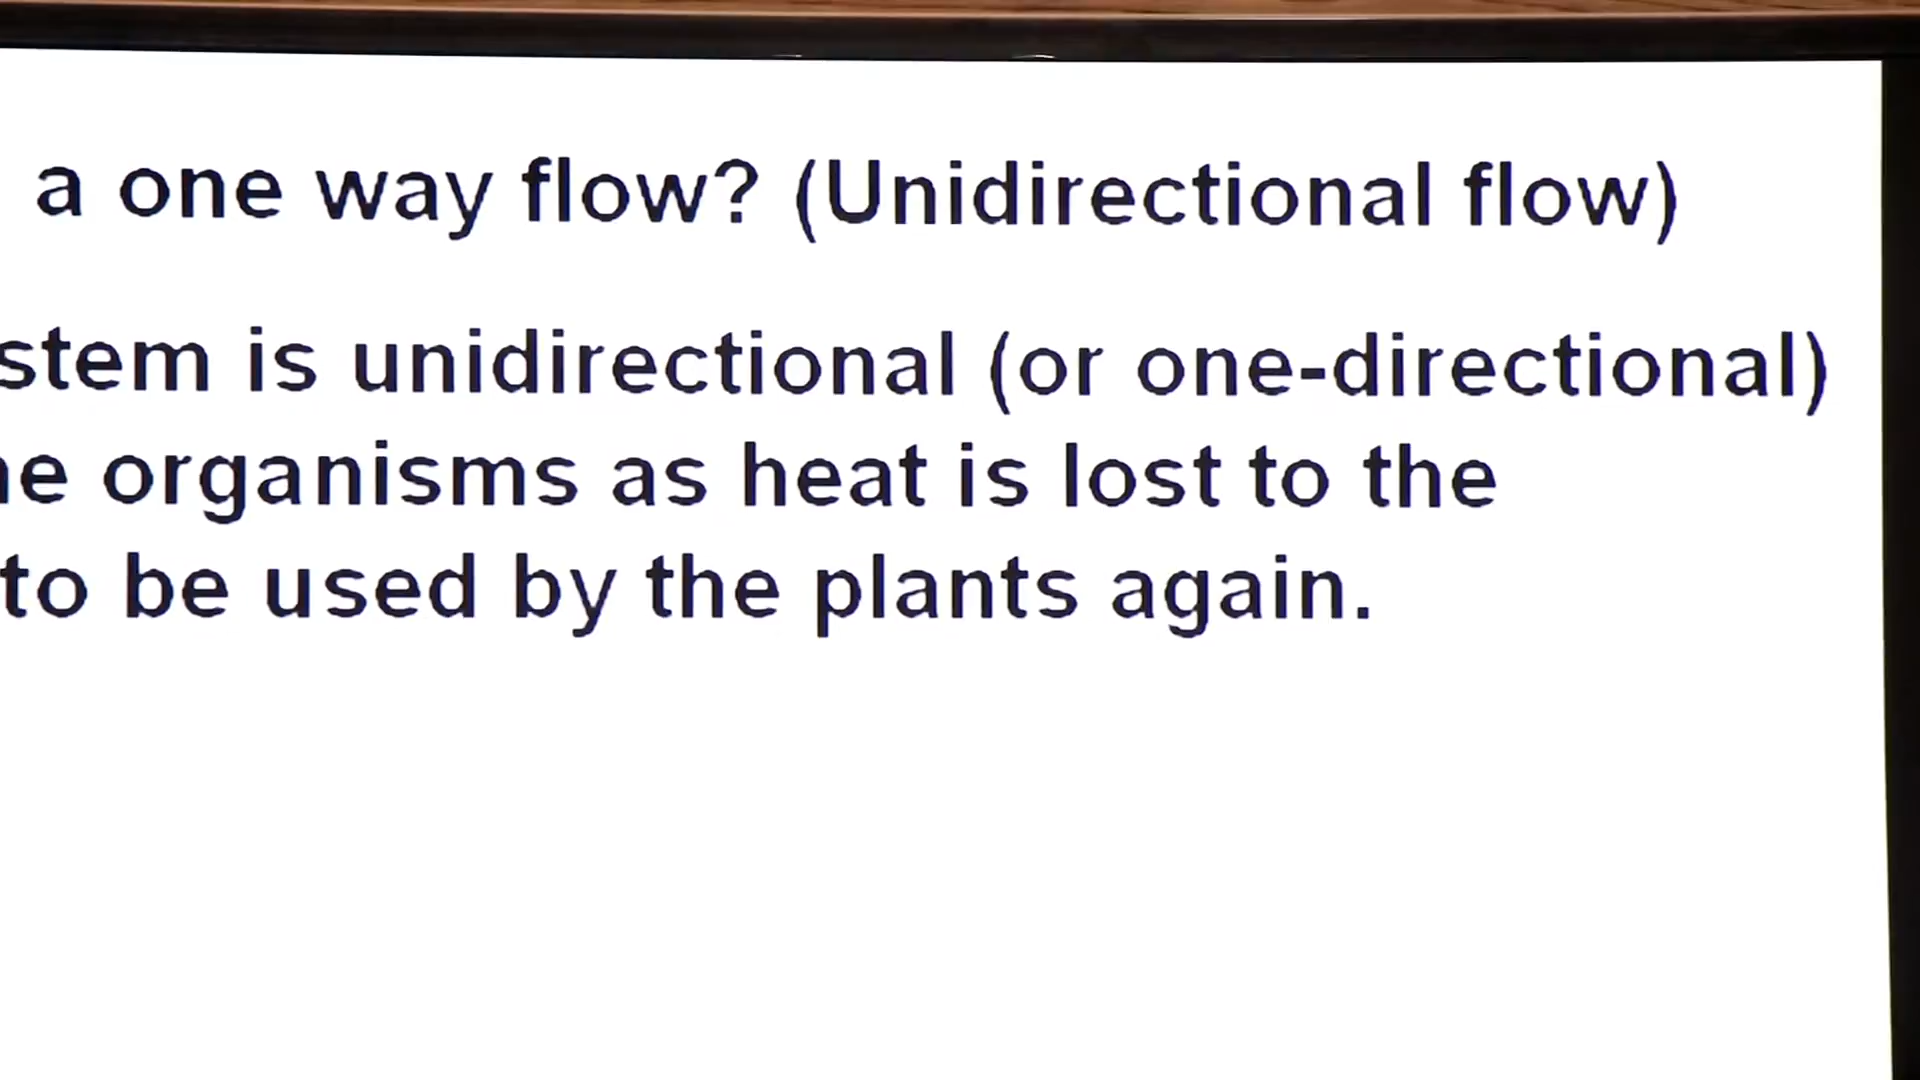 a one way flow? (Unidirectional flow)
is unidirectional (or one-directional)
organisms as heat is lost to the
to be used by the plants again.